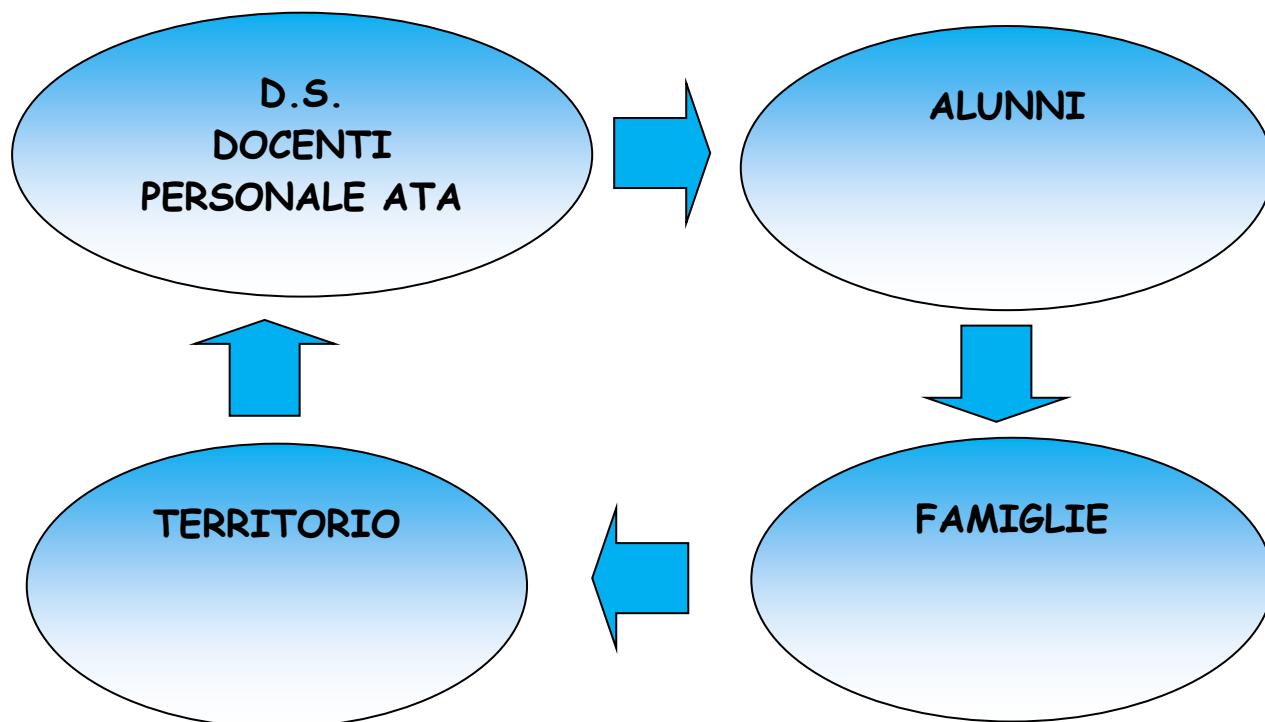 D.S.
DOCENTI
PERSONALE ATA
ALUNNI
TERRITORIO
FAMIGLIE